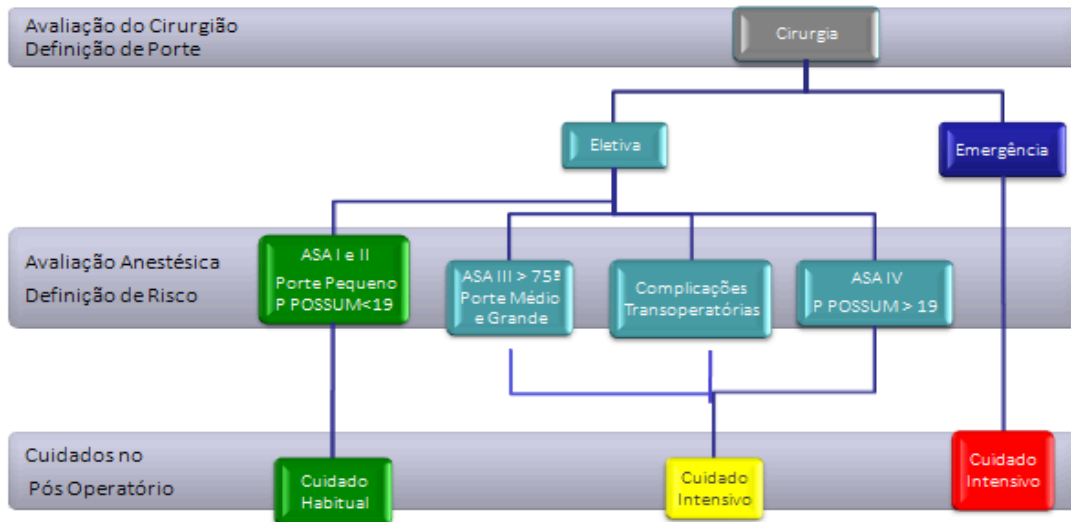 Avaliação do Cirurgião
Definição de Porte
Cirurgia
Eletiva
Emergência
Avaliação Anestésica
Definição de Risco
ASA I e II
Porte Pequeno
P POSSUM<19
ASA III > 75ª
Porte Médio
e Grande
Complicações
Transoperatórias
ASA IV
P POSSUM > 19
Cuidados no
Pós Operatório
Cuidado
Habitual
Cuidado
Intensivo
Cuidado
Intensivo